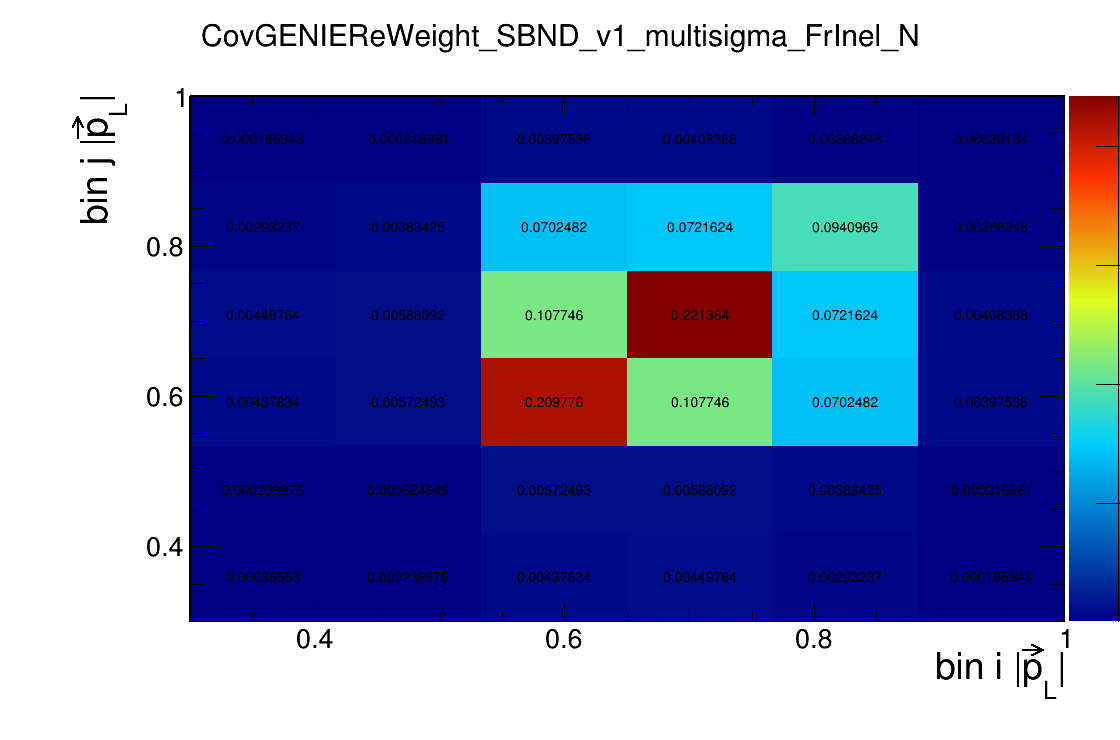 CovGENIEReWeight_SBND_v1_multisigma_FrInel_N
bin j |p⃗_L|
1
0.000165943 0.000216981 0.00397536 0.00408368 0.00266248 0.00030134
0.00293237 0.00383425 0.0702482 0.0721624 0.0940969 0.00266248
0.8
0.00449764 0.00588092 0.107746 0.221364 0.0721624 0.00408368
0.6
0.00437834 0.00572493 0.209776 0.107746 0.0702482 0.00397536
0.000238976 0.000624949 0.00572493 0.00588092 0.00383425 0.000216981
0.4
0.00036553 0.000238976 0.00437834 0.00449764 0.00293237 0.000165943
0.4 0.6 0.8 1
bin i |p⃗_L|